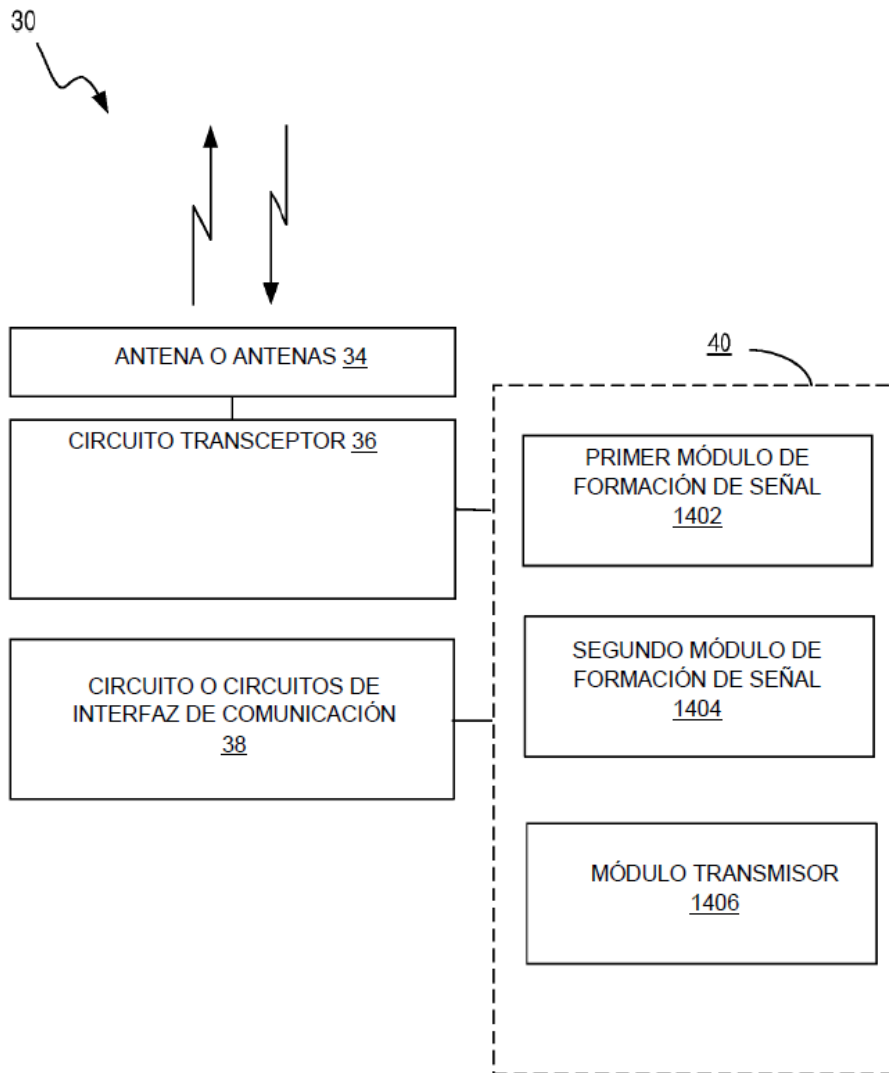 30
ANTENA O ANTENAS 34
CIRCUITO TRANSCEPTOR 36
CIRCUITO O CIRCUITOS DE
INTERFAZ DE COMUNICACIÓN
38
40
PRIMER MÓDULO DE
FORMACIÓN DE SEÑAL
1402
SEGUNDO MÓDULO DE
FORMACIÓN DE SEÑAL
1404
MÓDULO TRANSMISOR
1406